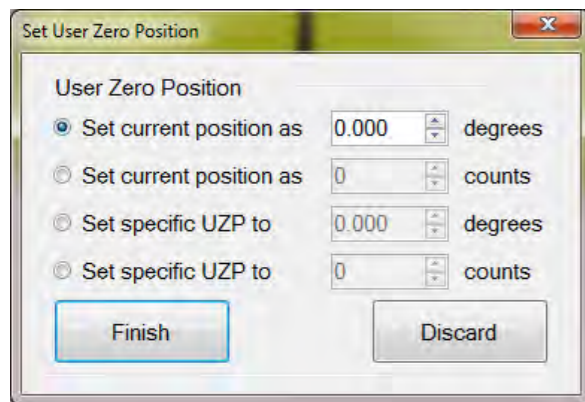 Set User Zero Position
User Zero Position
Set current position as 0.000 degrees
Set current position as 0 counts
Set specific UZP to 0.000 degrees
Set specific UZP to 0 counts
Finish Discard